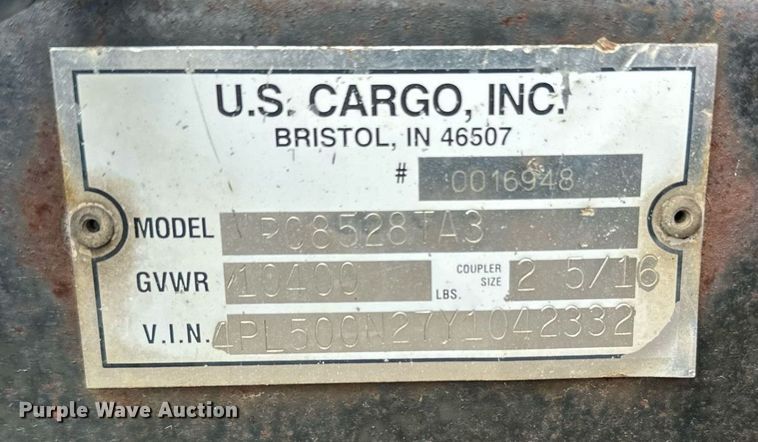 U.S. CARGO, INC.
BRISTOL, IN 46507
# 0016948
MODEL PC8528TA3
GVWR 10400 LBS. COUPLER SIZE 2 5/16
V.I.N. 4PL500N27Y1042332
Purple Wave Auction